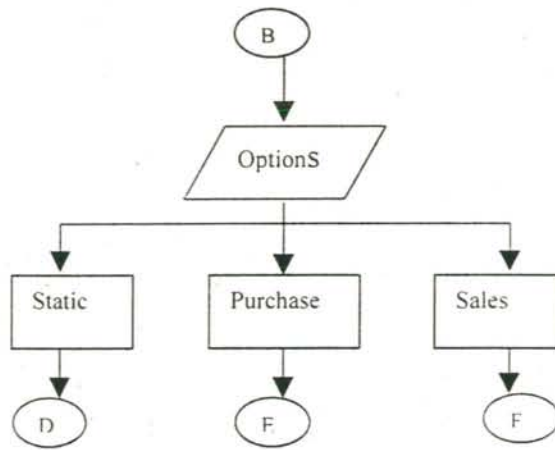 B
OptionS
Static
Purchase
Sales
D
E
F